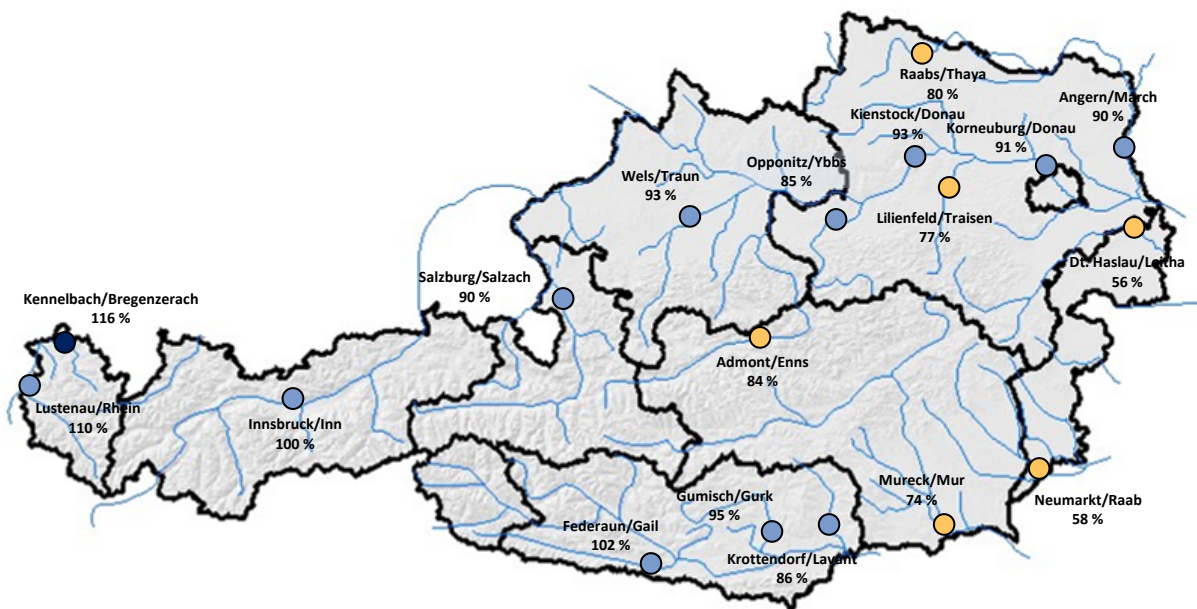 Raabs/Thaya
80 %
Angern/March
90 %
Kienstock/Donau
93 %
Korneuburg/Donau
91 %
Opponitz/Ybbs
85 %
Wels/Traun
93 %
Lilienfeld/Traisen
77 %
Dt. Haslau/Leitha
56 %
Salzburg/Salzach
90 %
Kennelbach/Bregenzerach
116 %
Admont/Enns
84 %
Lustenau/Rhein
110 %
Innsbruck/Inn
100 %
Mureck/Mur
74 %
Neumarkt/Raab
58 %
Gumisch/Gurk
95 %
Federaun/Gail
102 %
Krottendorf/Lavant
86 %